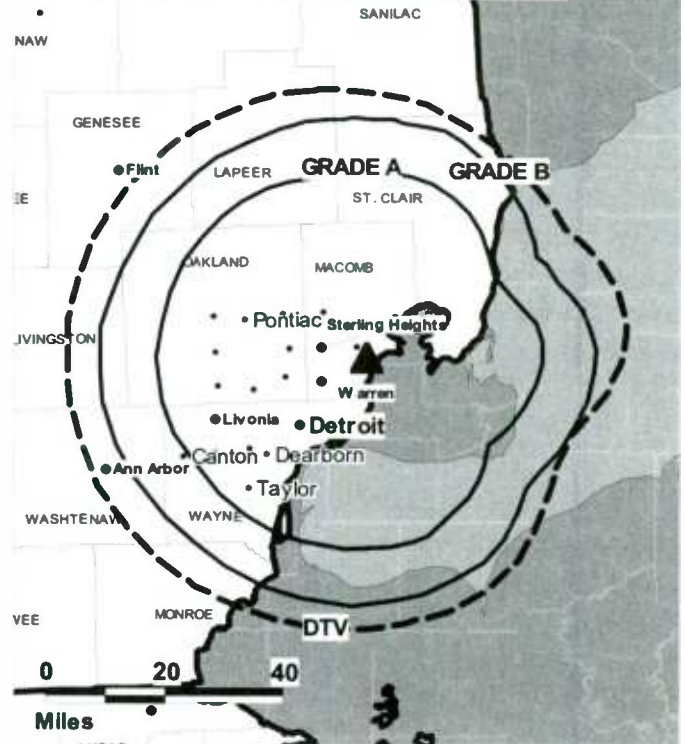 SANILAC
NAW
GENESEE
Flint
LAPEER
GRADE A
GRADE B
ST. CLAIR
OAKLAND
MACOMB
Pontiac
Sterling Heights
IVINGSTON
Warren
Livonia
Detroit
Canton
Dearborn
Ann Arbor
Taylor
WASHTENAW
WAYNE
VEE
MONROE
DTV
0 20 40
Miles